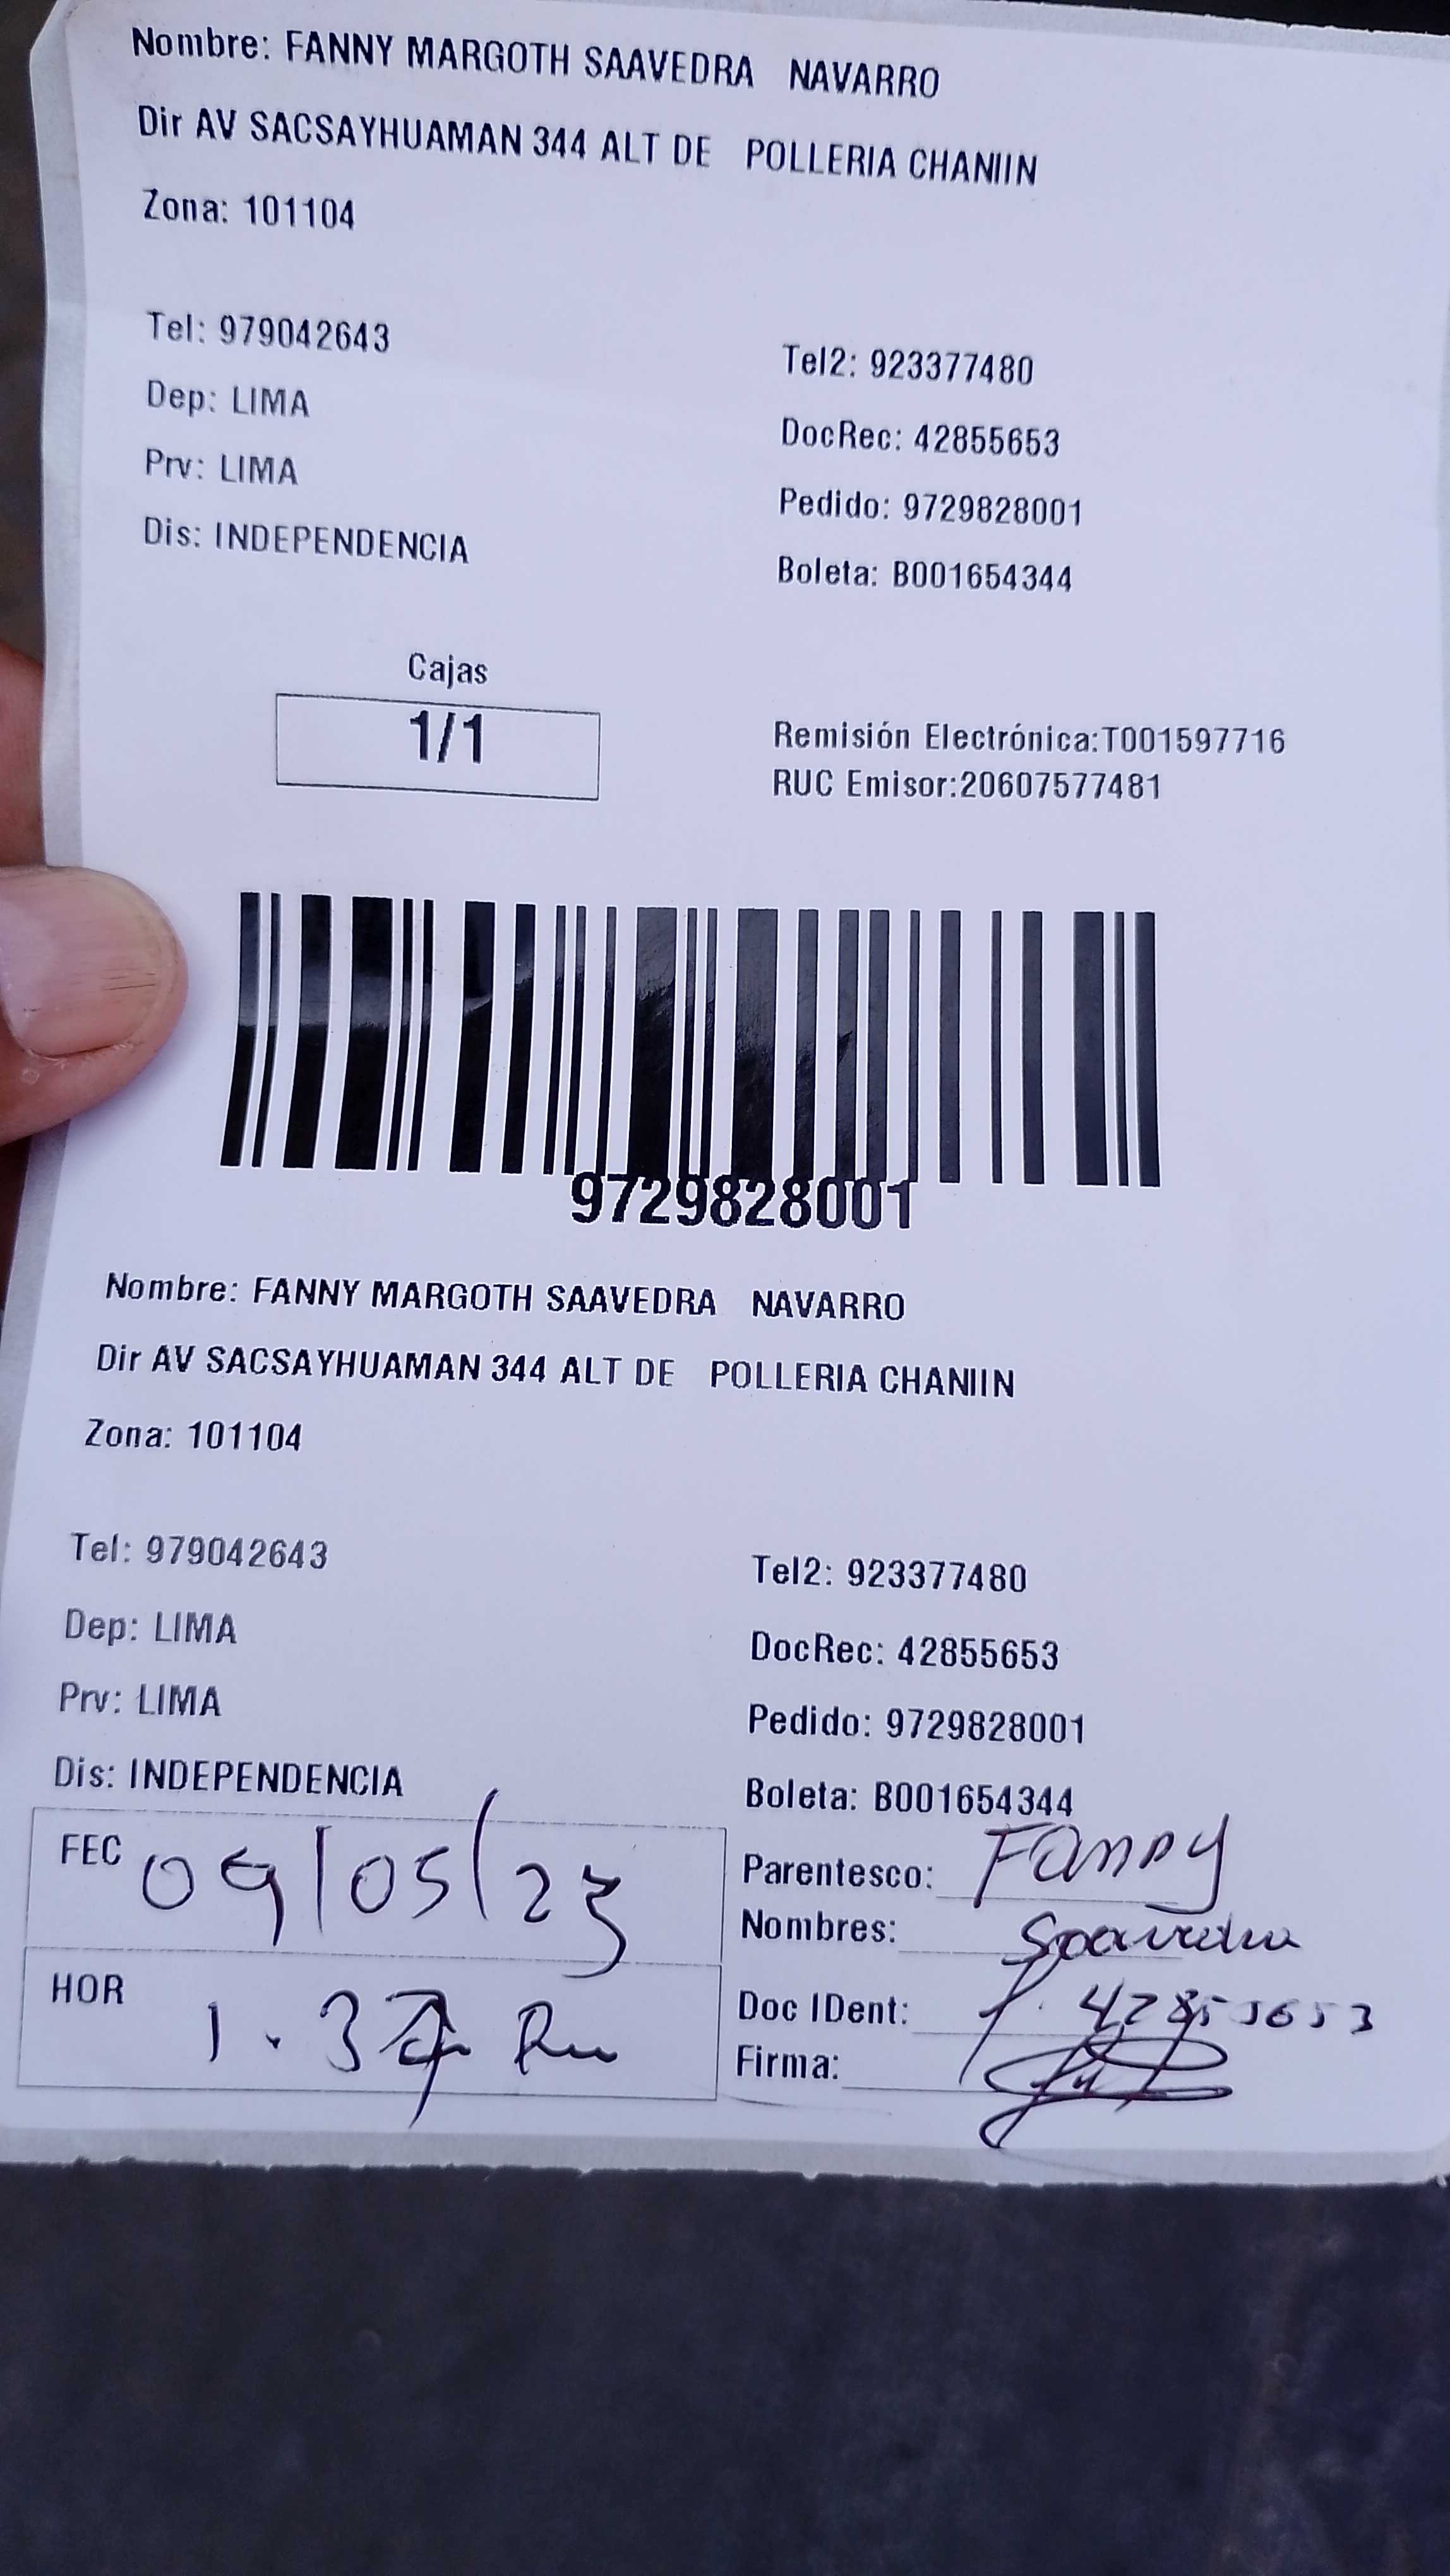 Nombre: FANNY MARGOTH SAAVEDRA NAVARRO
Dir AV SACSAYHUAMAN 344 ALT DE POLLERIA CHANIIN
Zona: 101104
Tel: 979042643 Tel2: 923377480
Dep: LIMA DocRec: 42855653
Prv: LIMA Pedido: 9729828001
Dis: INDEPENDENCIA Boleta: B001654344
Cajas
1/1
Remisión Electrónica:T001597716
RUC Emisor:20607577481
9729828001
Nombre: FANNY MARGOTH SAAVEDRA NAVARRO
Dir AV SACSAYHUAMAN 344 ALT DE POLLERIA CHANIIN
Zona: 101104
Tel: 979042643 Tel2: 923377480
Dep: LIMA DocRec: 42855653
Prv: LIMA Pedido: 9729828001
Dis: INDEPENDENCIA Boleta: B001654344
FEC 09/05/23
Parentesco: Fanny
Nombres: Saavedra
HOR
Doc IDent: 42855653
Firma: